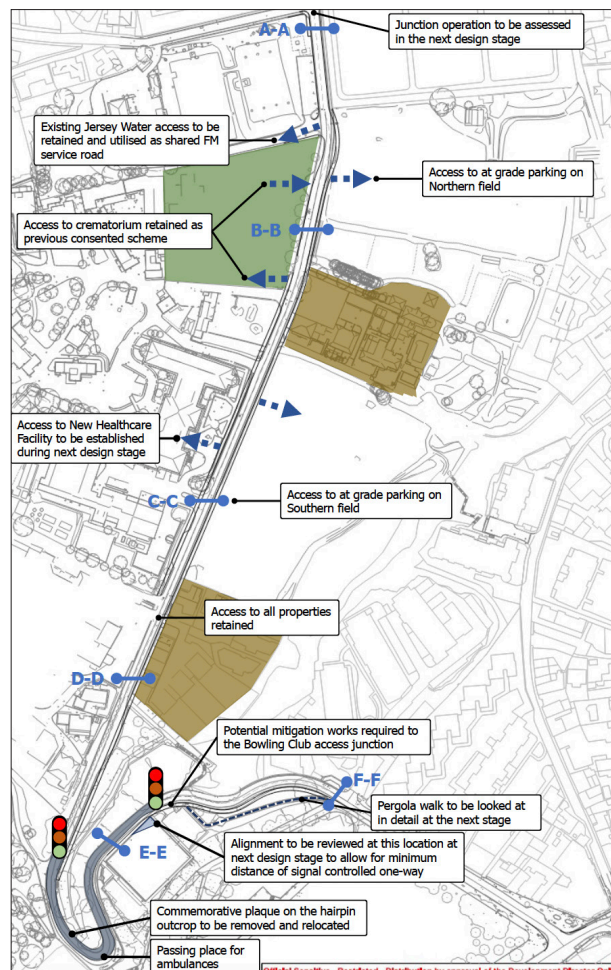 Junction operation to be assessed
in the next design stage
A-A
Existing Jersey Water access to be
retained and utilised as shared FM
service road
Access to at grade parking on
Northern field
Access to crematorium retained as
previous consented scheme
B-B
Access to New Healthcare
Facility to be established
during next design stage
C-C
Access to at grade parking on
Southern field
Access to all properties
retained
D-D
Potential mitigation works required to
the Bowling Club access junction
F-F
Pergola walk to be looked at
in detail at the next stage
E-E
Alignment to be reviewed at this location at
next design stage to allow for minimum
distance of signal controlled one-way
Commemorative plaque on the hairpin
outcrop to be removed and relocated
Passing place for
ambulances